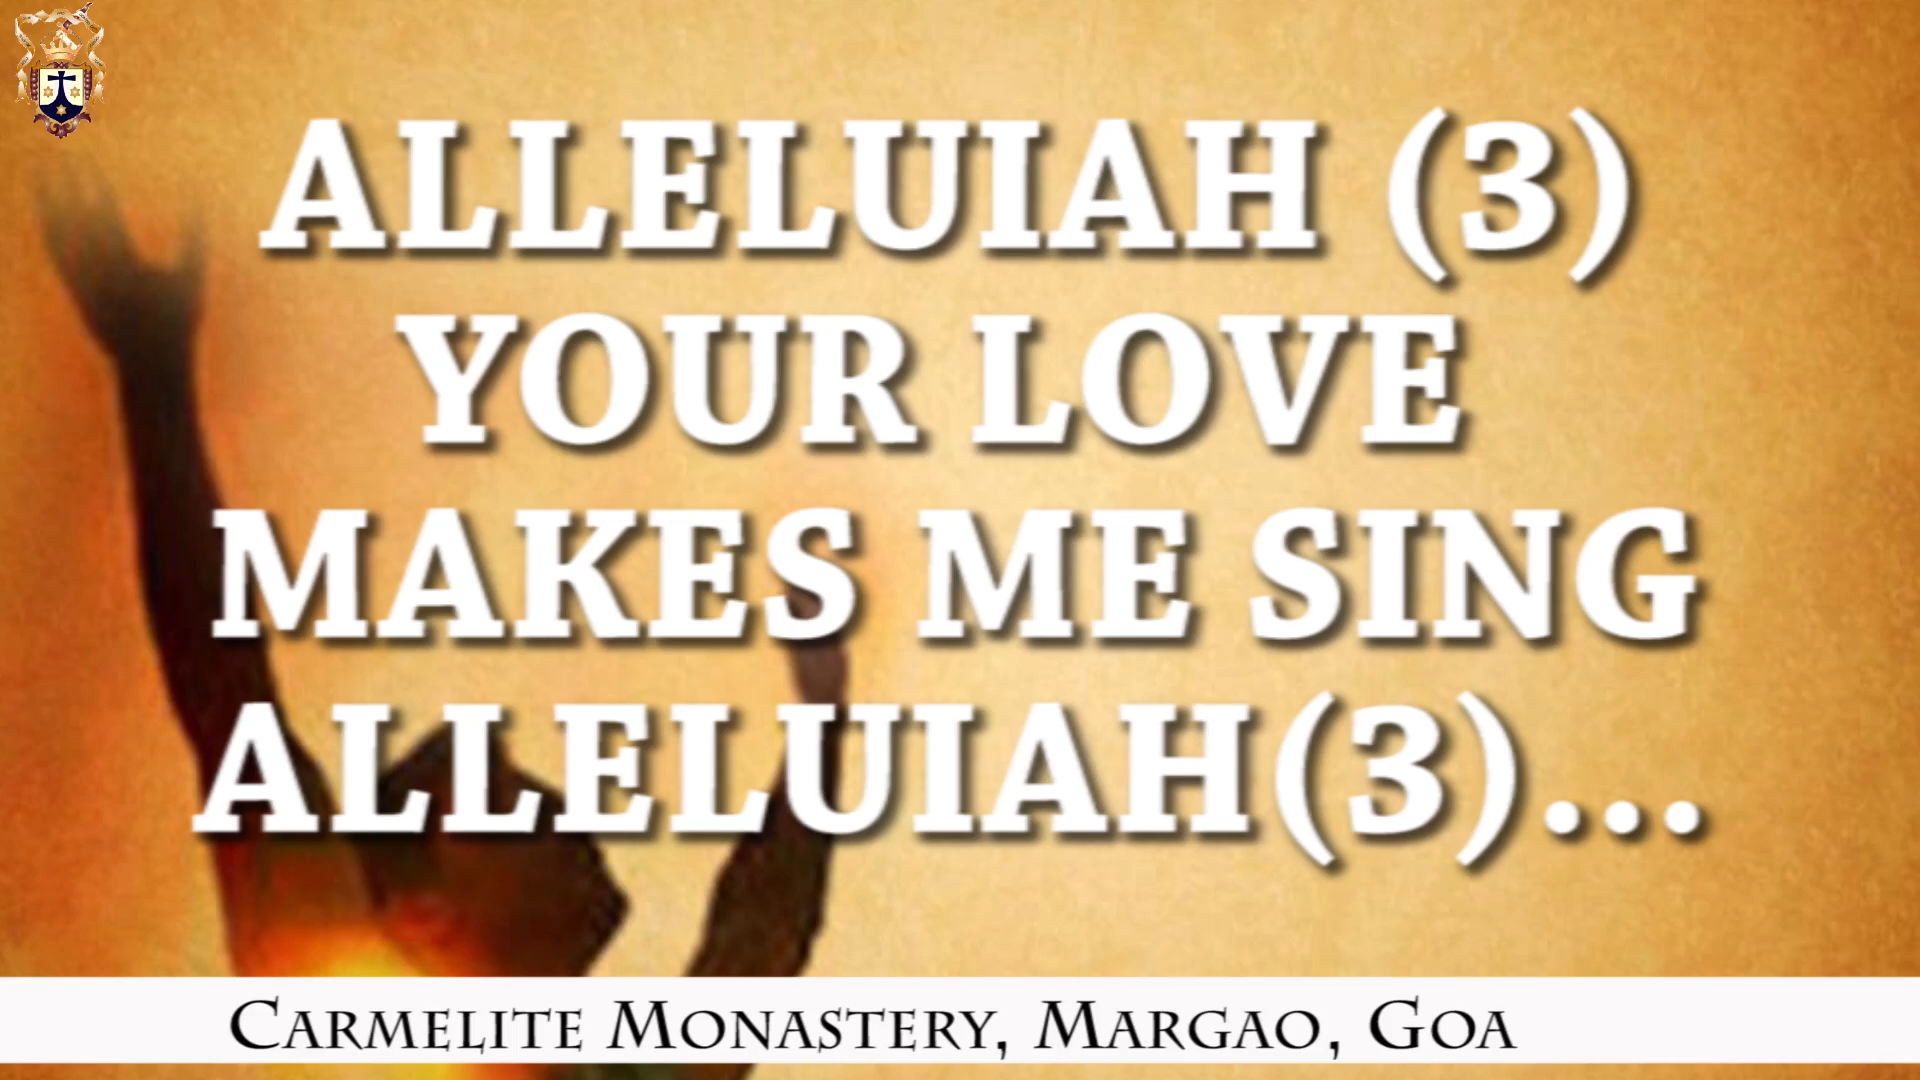 ALLELUIAH (3)
YOUR LOVE
MAKES ME SING
ALLELUIAH(3)...
CARMELITE MONASTERY, MARGAO, GOA